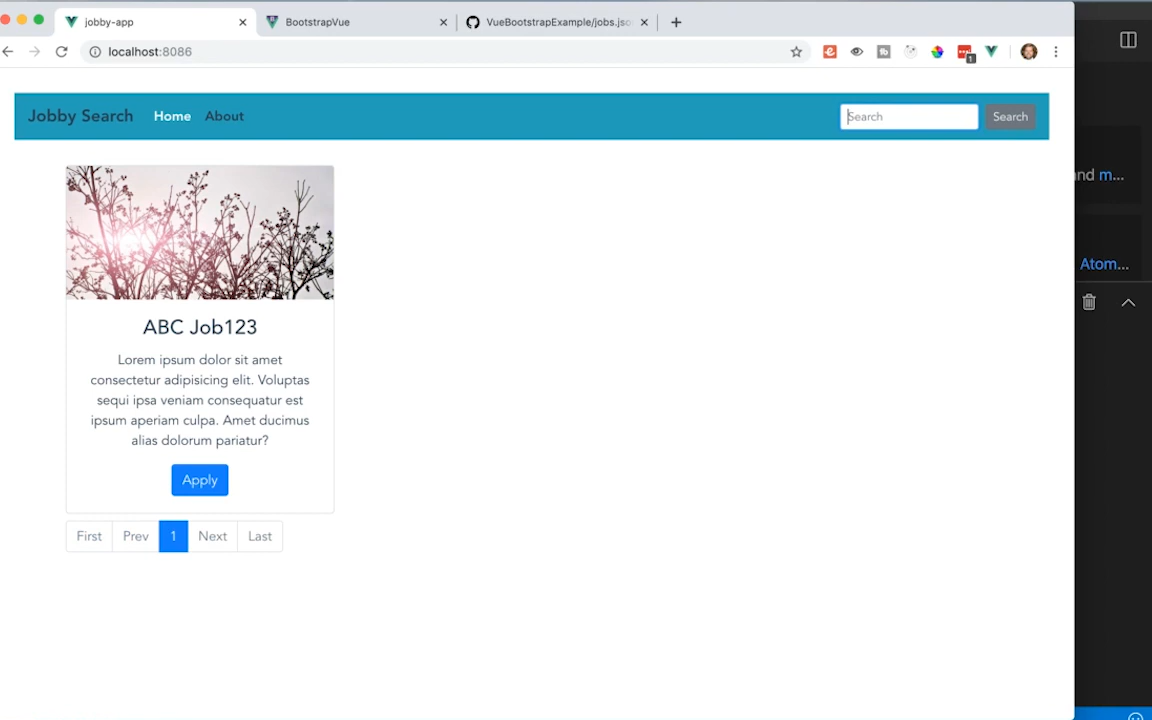 jobby-app
BootstrapVue
VueBootstrapExample/jobs.jso
localhost:8086
Jobby Search Home About Search Search
nd m...
Atom...
ABC Job123
Lorem ipsum dolor sit amet
consectetur adipisicing elit. Voluptas
sequi ipsa veniam consequatur est
ipsum aperiam culpa. Amet ducimus
alias dolorum pariatur?
Apply
First Prev 1 Next Last